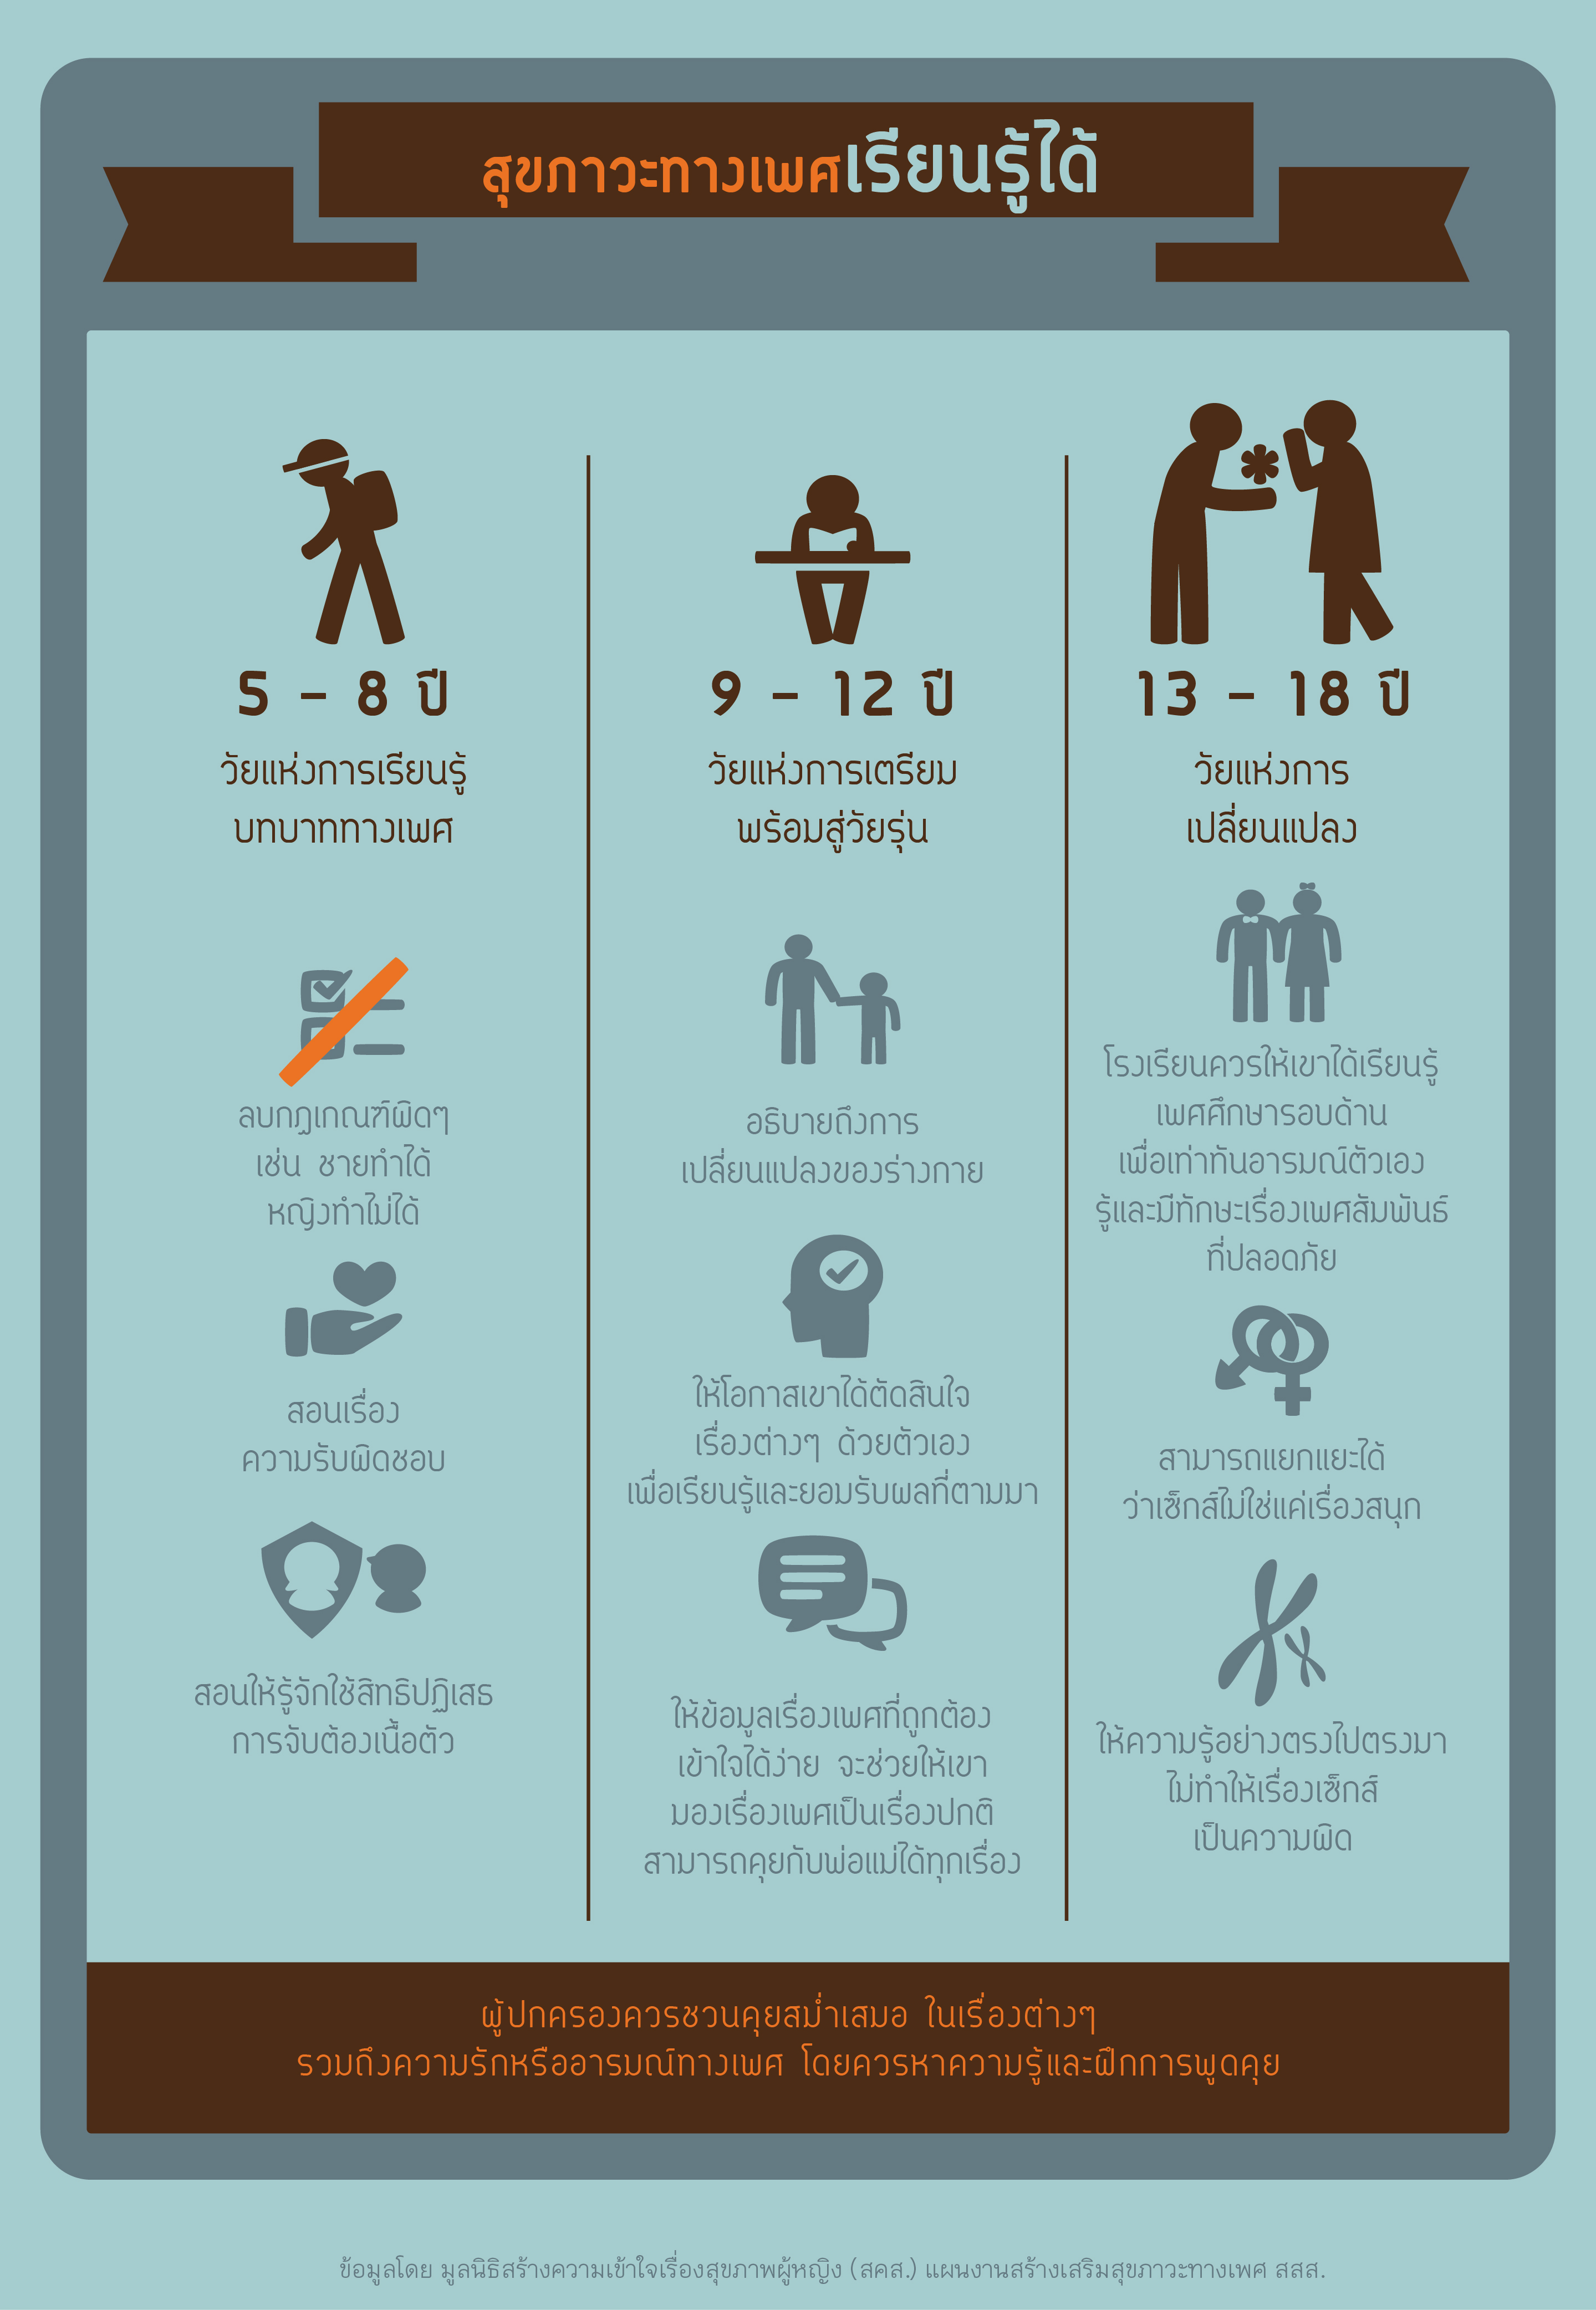 สุขภาวะทางเพศเรียนรู้ได้
5 - 8 ปี
วัยแห่งการเรียนรู้
บทบาททางเพศ
ลบกฎเกณฑ์ผิดๆ
เช่น ชายทำได้
หญิงทำไม่ได้
สอนเรื่อง
ความรับผิดชอบ
สอนให้รู้จักใช้สิทธิปฏิเสธ
การจับต้องเนื้อตัว
9 - 12 ปี
วัยแห่งการเตรียม
พร้อมสู่วัยรุ่น
อธิบายถึงการ
เปลี่ยนแปลงของร่างกาย
ให้โอกาสเขาได้ตัดสินใจ
เรื่องต่างๆ ด้วยตัวเอง
เพื่อเรียนรู้และยอมรับผลที่ตามมา
ให้ข้อมูลเรื่องเพศที่ถูกต้อง
เข้าใจได้ง่าย จะช่วยให้เขา
มองเรื่องเพศเป็นเรื่องปกติ
สามารถคุยกับพ่อแม่ได้ทุกเรื่อง
13 - 18 ปี
วัยแห่งการ
เปลี่ยนแปลง
โรงเรียนควรให้เขาได้เรียนรู้
เพศศึกษารอบด้าน
เพื่อเท่าทันอารมณ์ตัวเอง
รู้และมีทักษะเรื่องเพศสัมพันธ์
ที่ปลอดภัย
สามารถแยกแยะได้
ว่าเซ็กส์ไม่ใช่แค่เรื่องสนุก
ให้ความรู้อย่างตรงไปตรงมา
ไม่ทำให้เรื่องเซ็กส์
เป็นความผิด
ผู้ปกครองควรชวนคุยสม่ำเสมอ ในเรื่องต่างๆ
รวมถึงความรักหรืออารมณ์ทางเพศ โดยควรหาความรู้และฝึกการพูดคุย
ข้อมูลโดย มูลนิธิสร้างความเข้าใจเรื่องสุขภาพผู้หญิง (สคส.) แผนงานสร้างเสริมสุขภาวะทางเพศ สสส.